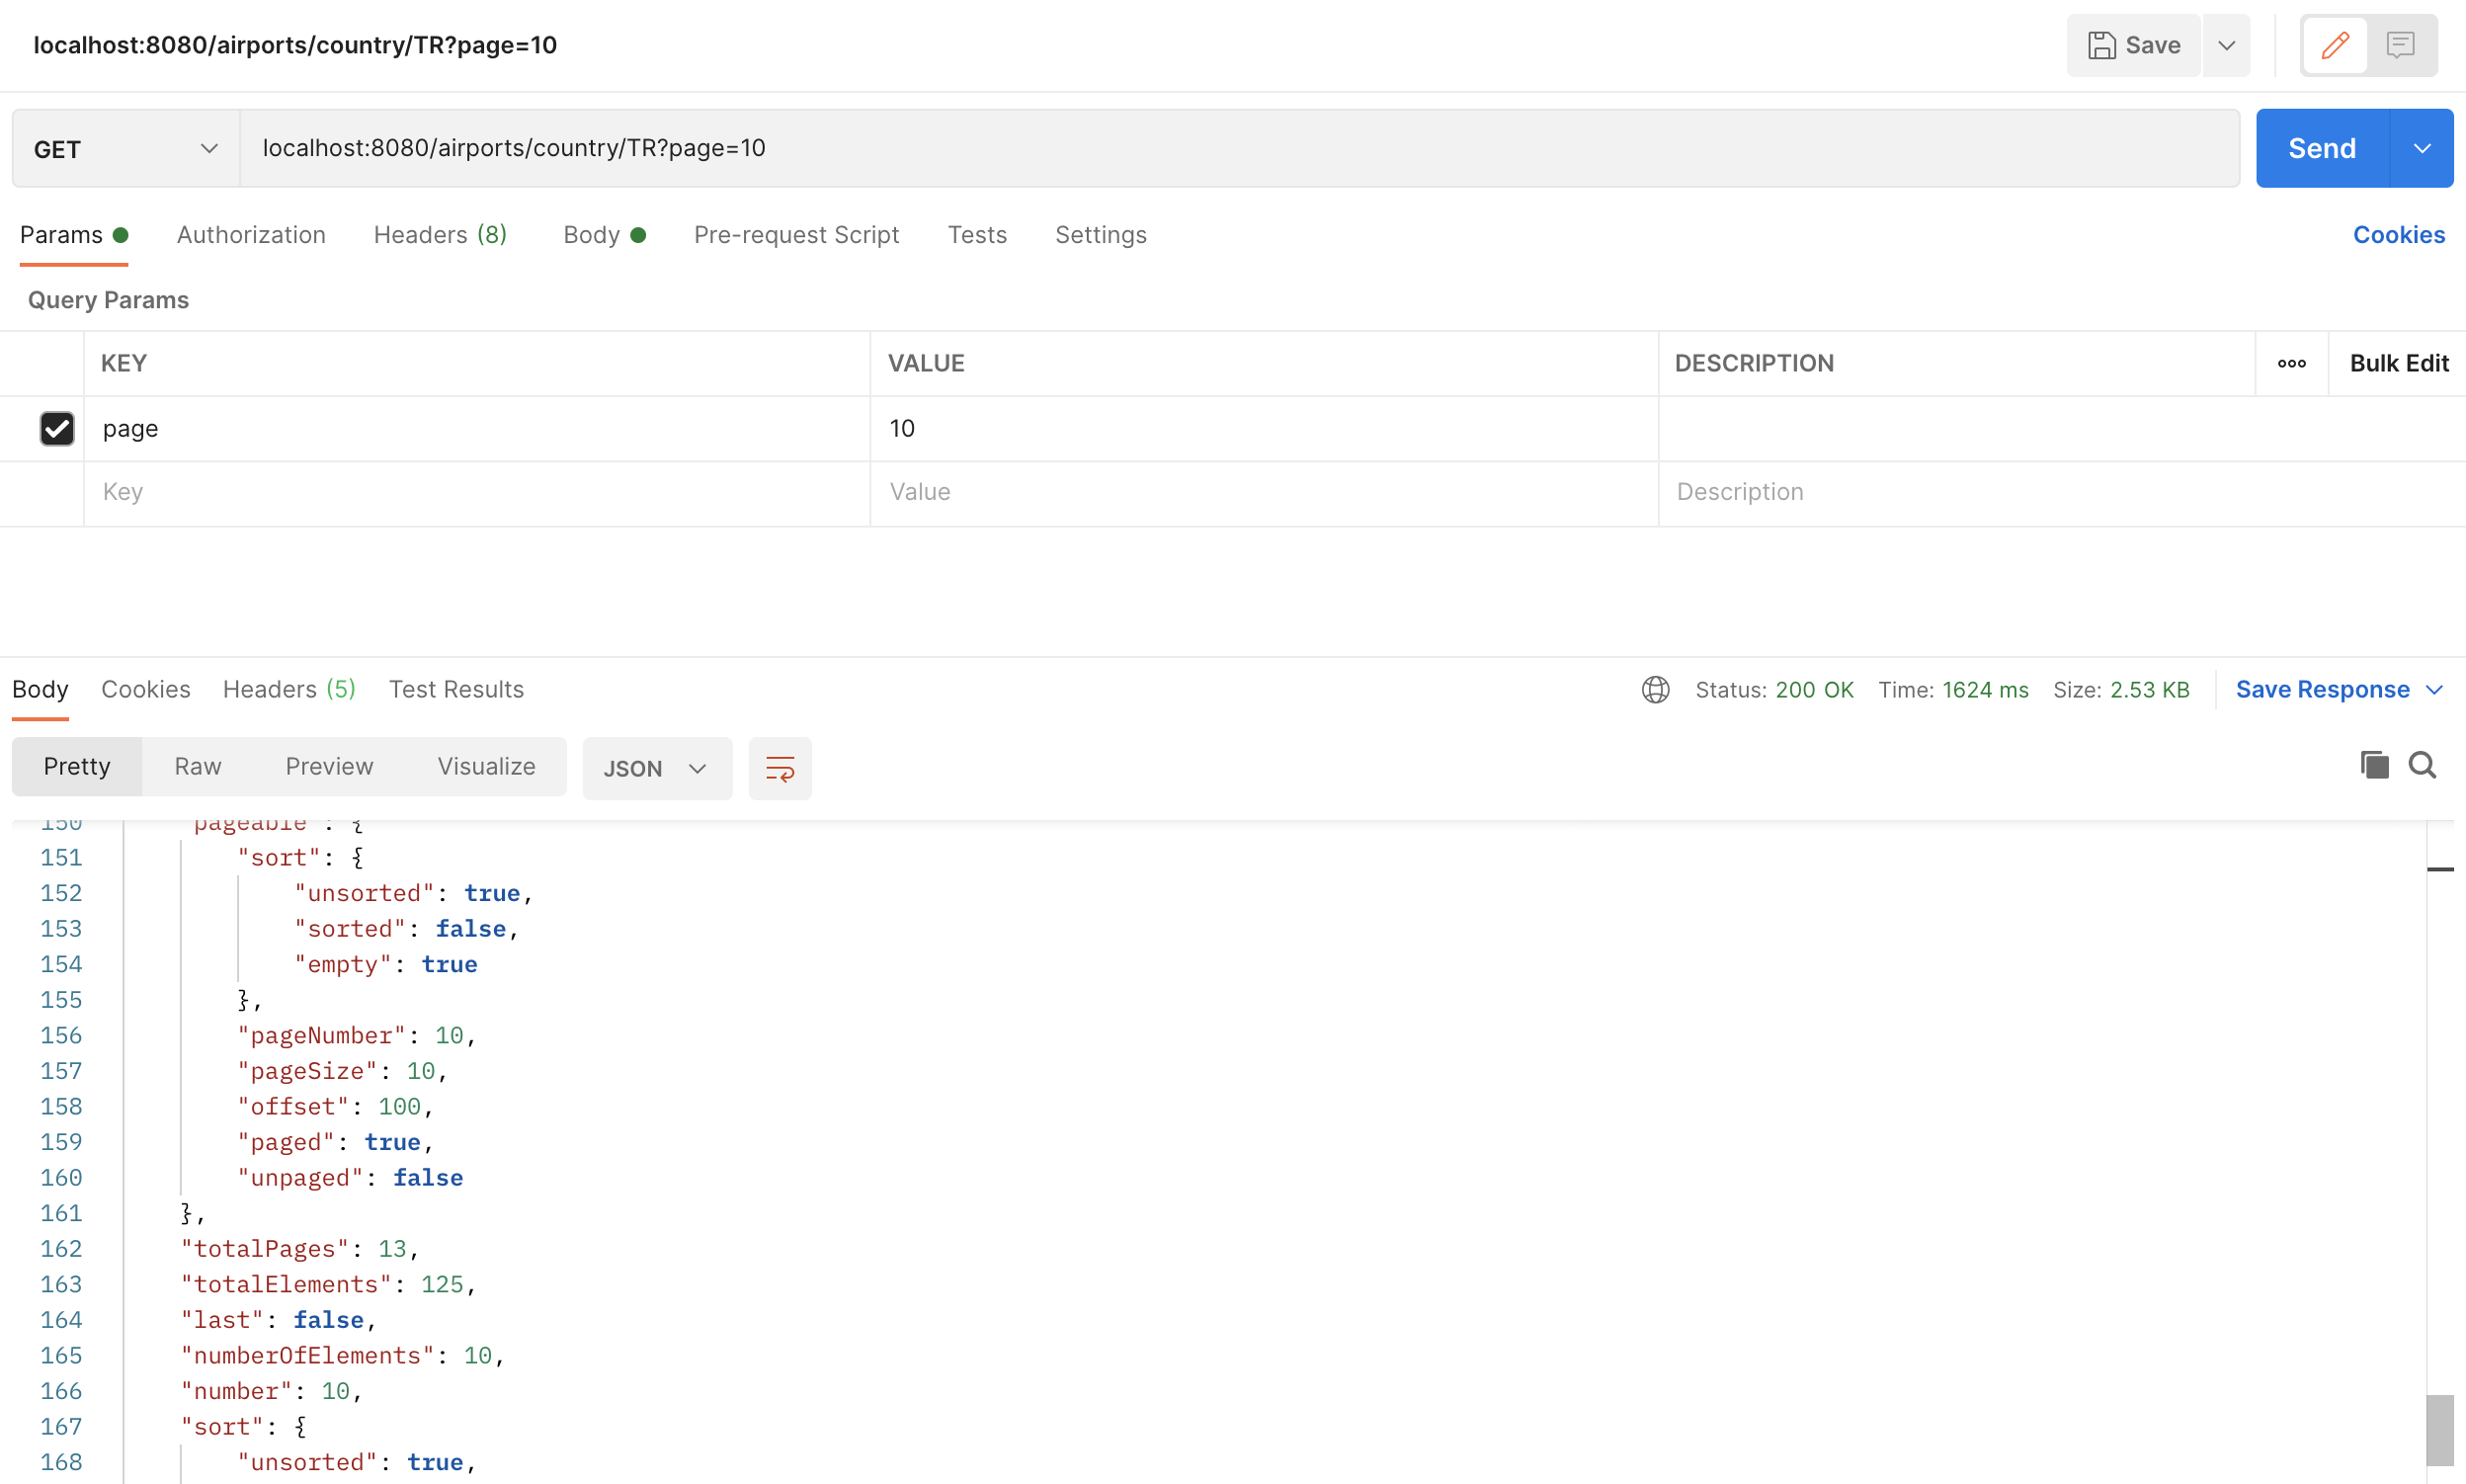 localhost:8080/airports/country/TR?page=10
Save
GET
localhost:8080/airports/country/TR?page=10
Send
Params Authorization Headers (8) Body Pre-request Script Tests Settings Cookies
Query Params
KEY VALUE DESCRIPTION Bulk Edit
page 10
Key Value Description
Body Cookies Headers (5) Test Results Status: 200 OK Time: 1624 ms Size: 2.53 KB Save Response
Pretty Raw Preview Visualize JSON
150 "pageable": {
151 "sort": {
152 "unsorted": true,
153 "sorted": false,
154 "empty": true
155 },
156 "pageNumber": 10,
157 "pageSize": 10,
158 "offset": 100,
159 "paged": true,
160 "unpaged": false
161 },
162 "totalPages": 13,
163 "totalElements": 125,
164 "last": false,
165 "numberOfElements": 10,
166 "number": 10,
167 "sort": {
168 "unsorted": true,